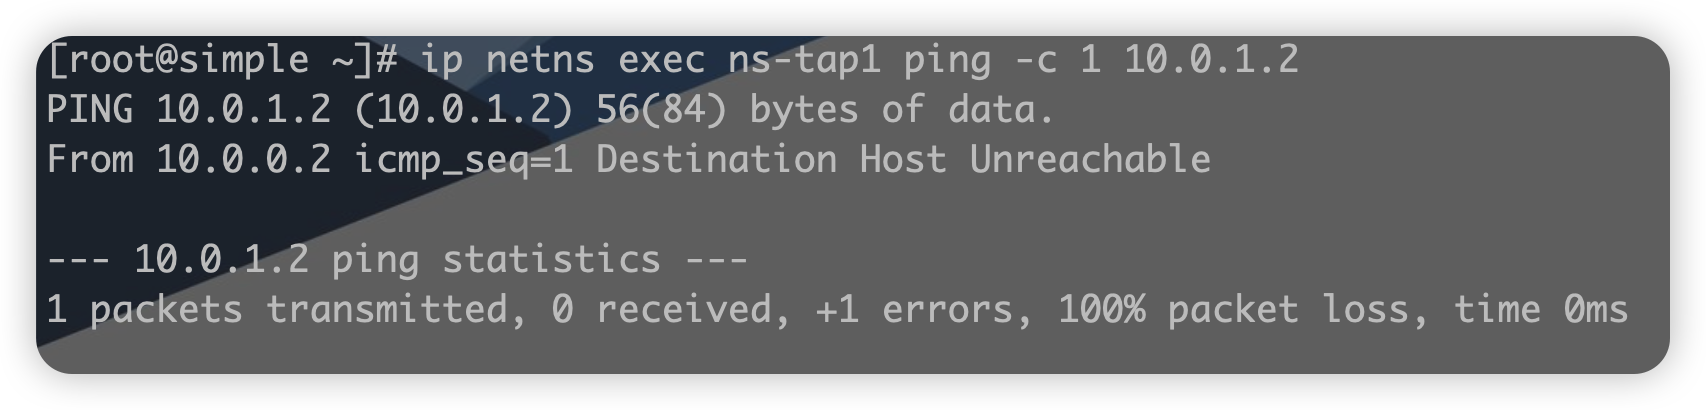 [root@simple ~]# ip netns exec ns-tap1 ping -c 1 10.0.1.2
PING 10.0.1.2 (10.0.1.2) 56(84) bytes of data.
From 10.0.0.2 icmp_seq=1 Destination Host Unreachable
--- 10.0.1.2 ping statistics ---
1 packets transmitted, 0 received, +1 errors, 100% packet loss, time 0ms